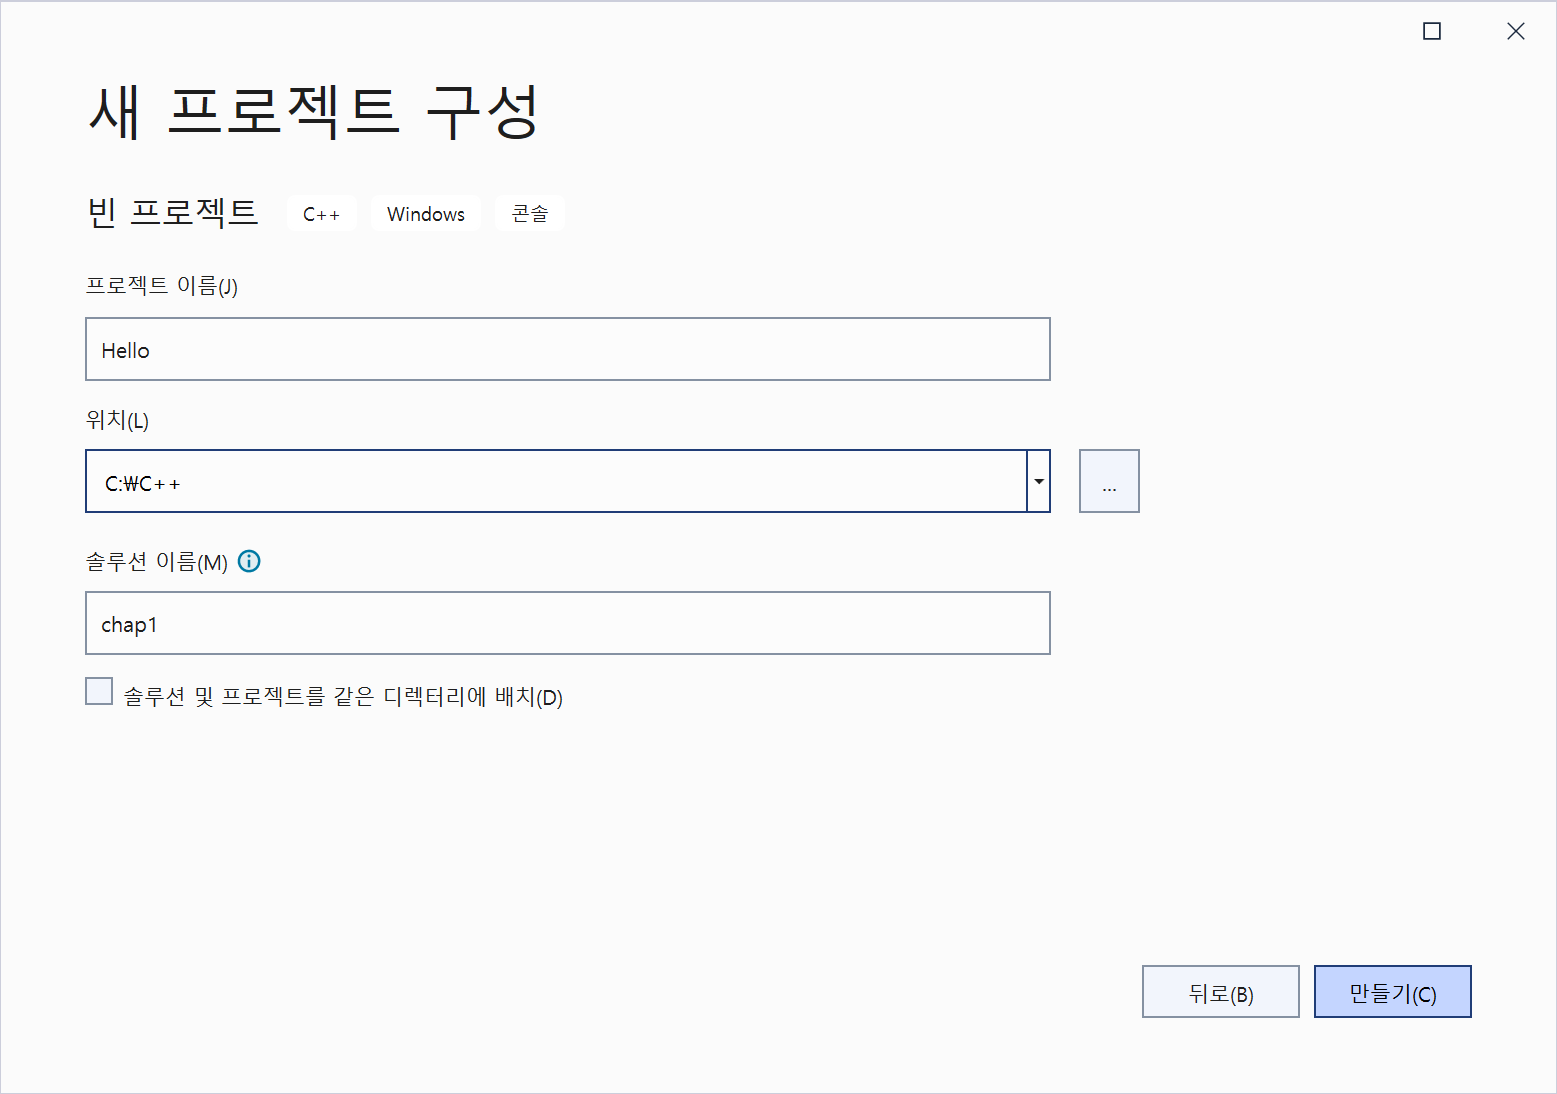 새 프로젝트 구성
빈 프로젝트 C++ Windows 콘솔
프로젝트 이름(J)
Hello
위치(L)
C:₩C++
...
솔루션 이름(M)
chap1
솔루션 및 프로젝트를 같은 디렉터리에 배치(D)
뒤로(B) 만들기(C)